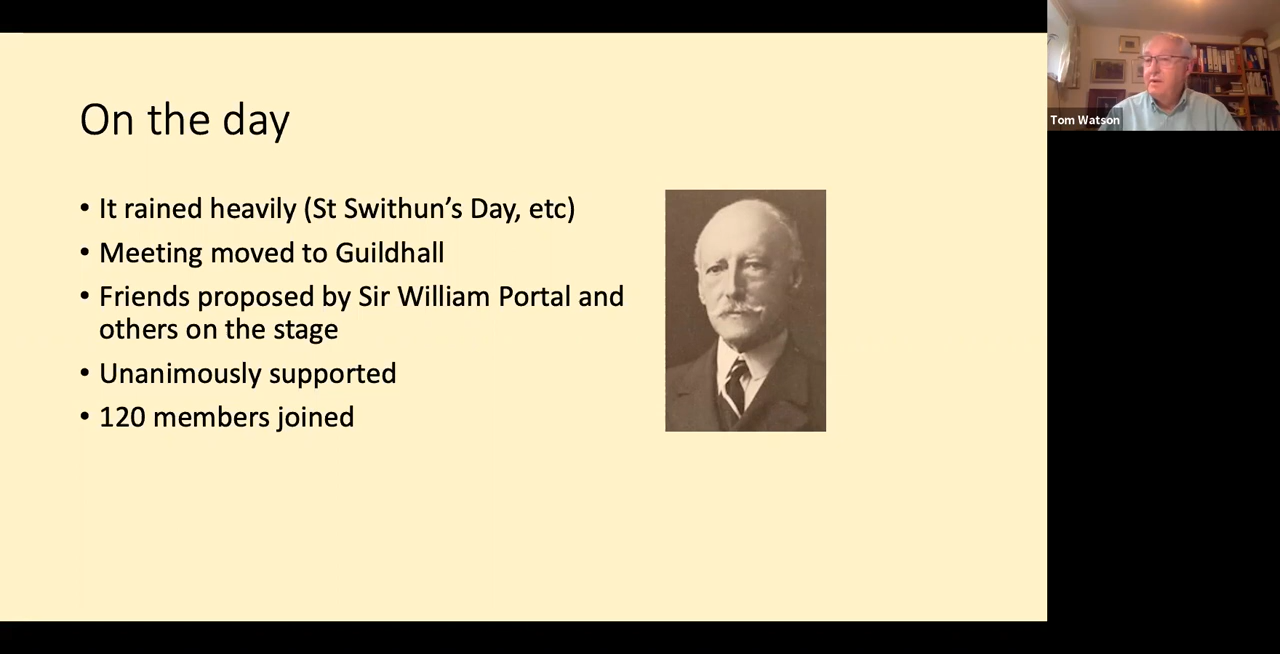 On the day
• It rained heavily (St Swithun’s Day, etc)
• Meeting moved to Guildhall
• Friends proposed by Sir William Portal and
others on the stage
• Unanimously supported
• 120 members joined
Tom Watson